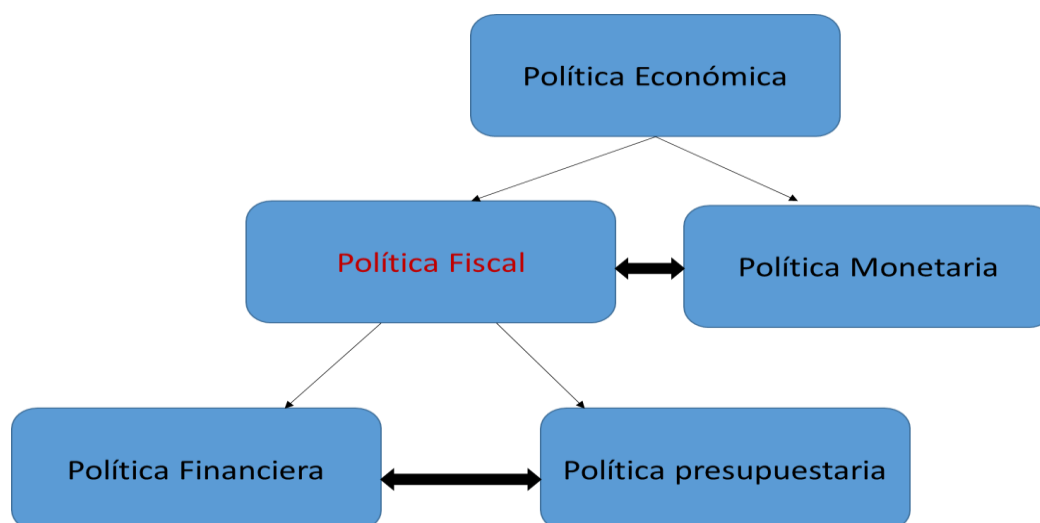 Política Económica
Política Fiscal
Política Monetaria
Política Financiera
Política presupuestaria